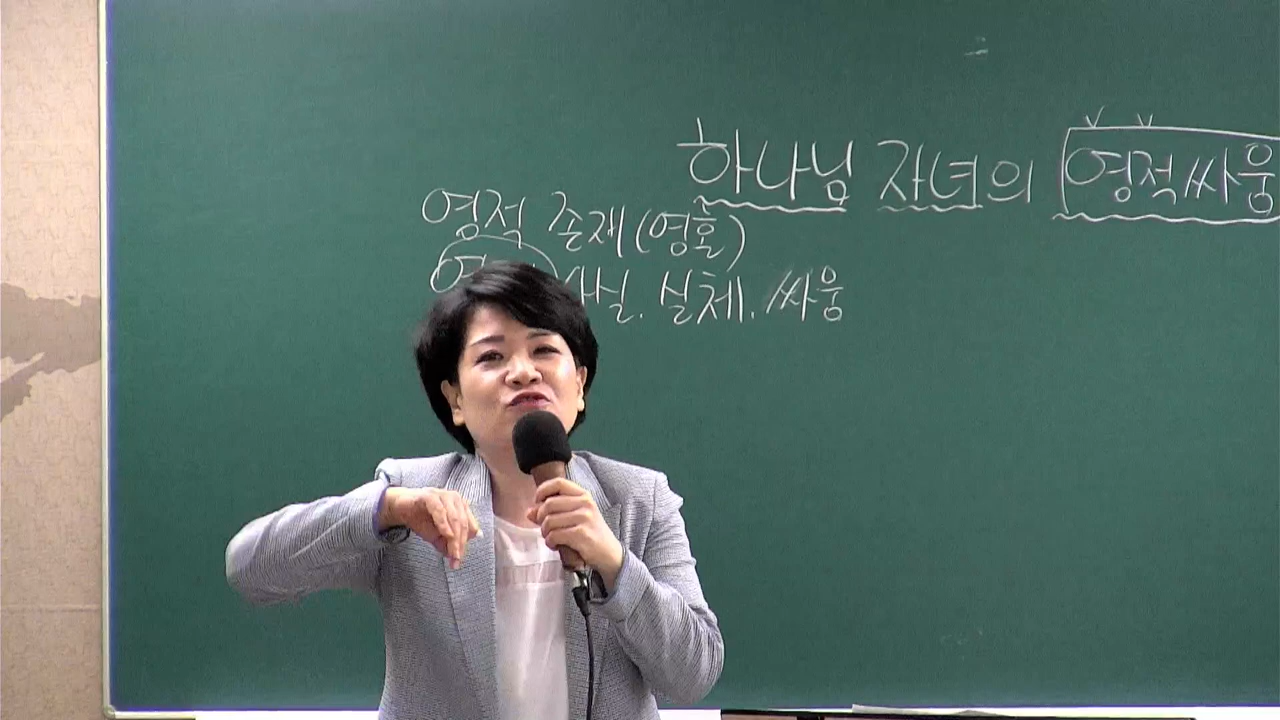 하나님 자녀의 영적싸움
영적 존재 (영혼)
사실. 실체. 싸움